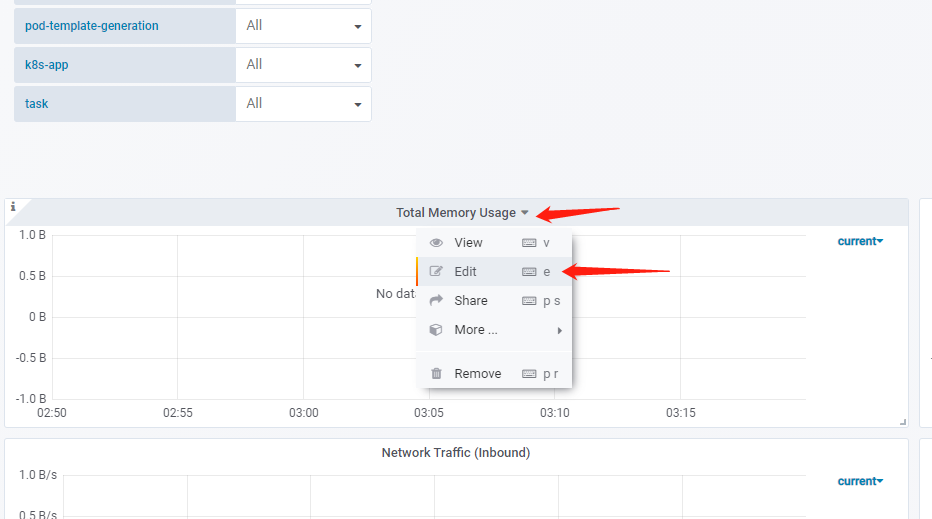 pod-template-generation All
k8s-app All
task All
i
Total Memory Usage
1.0 B
0.5 B
0 B
-0.5 B
-1.0 B
No dat
current
View v
Edit e
Share p s
More ...
Remove p r
02:50 02:55 03:00 03:05 03:10 03:15
Network Traffic (Inbound)
1.0 B/s
0.5 B/s
current